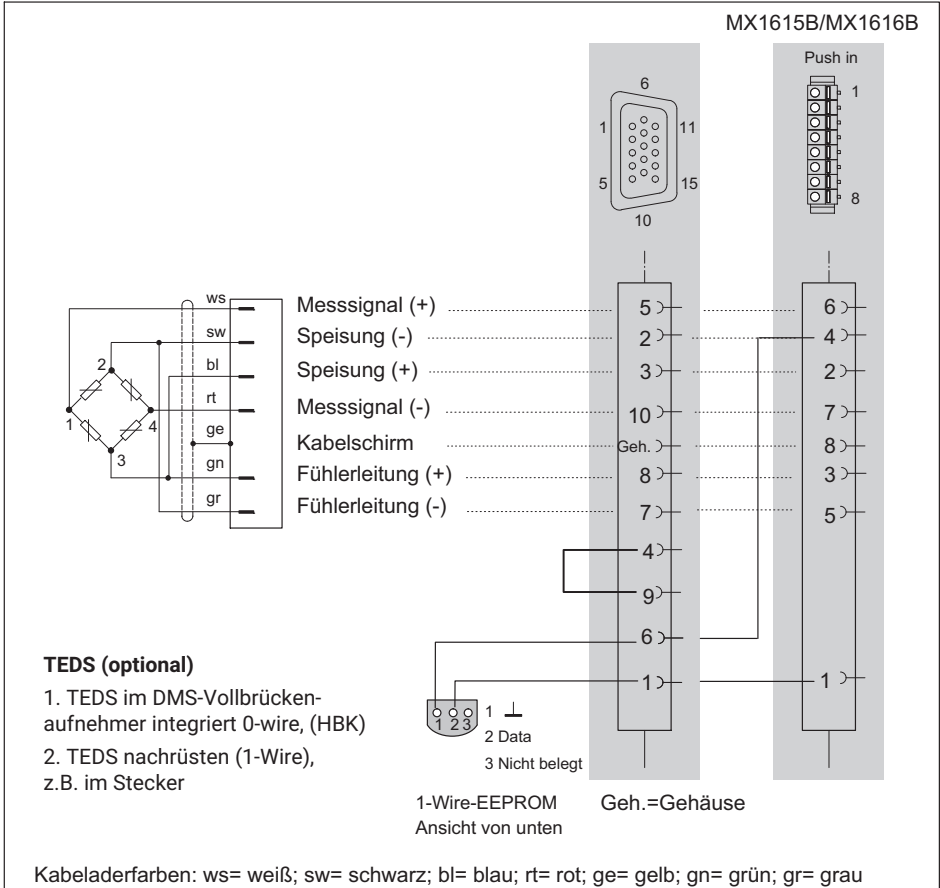 MX1615B/MX1616B
Push in
6
1
11
5
15
10
1
8
ws
Messsignal (+)
5
6
sw
Speisung (-)
2
4
bl
Speisung (+)
3
2
rt
Messsignal (-)
10
7
ge
Kabelschirm
Geh.
8
gn
Fühlerleitung (+)
8
3
gr
Fühlerleitung (-)
7
5
2
1
4
3
4
9
6
1
1
TEDS (optional)
1. TEDS im DMS-Vollbrücken-
aufnehmer integriert 0-wire, (HBK)
2. TEDS nachrüsten (1-Wire),
z.B. im Stecker
1 2 3
1
2 Data
3 Nicht belegt
1-Wire-EEPROM
Ansicht von unten
Geh.=Gehäuse
Kabeladerfarben: ws= weiß; sw= schwarz; bl= blau; rt= rot; ge= gelb; gn= grün; gr= grau